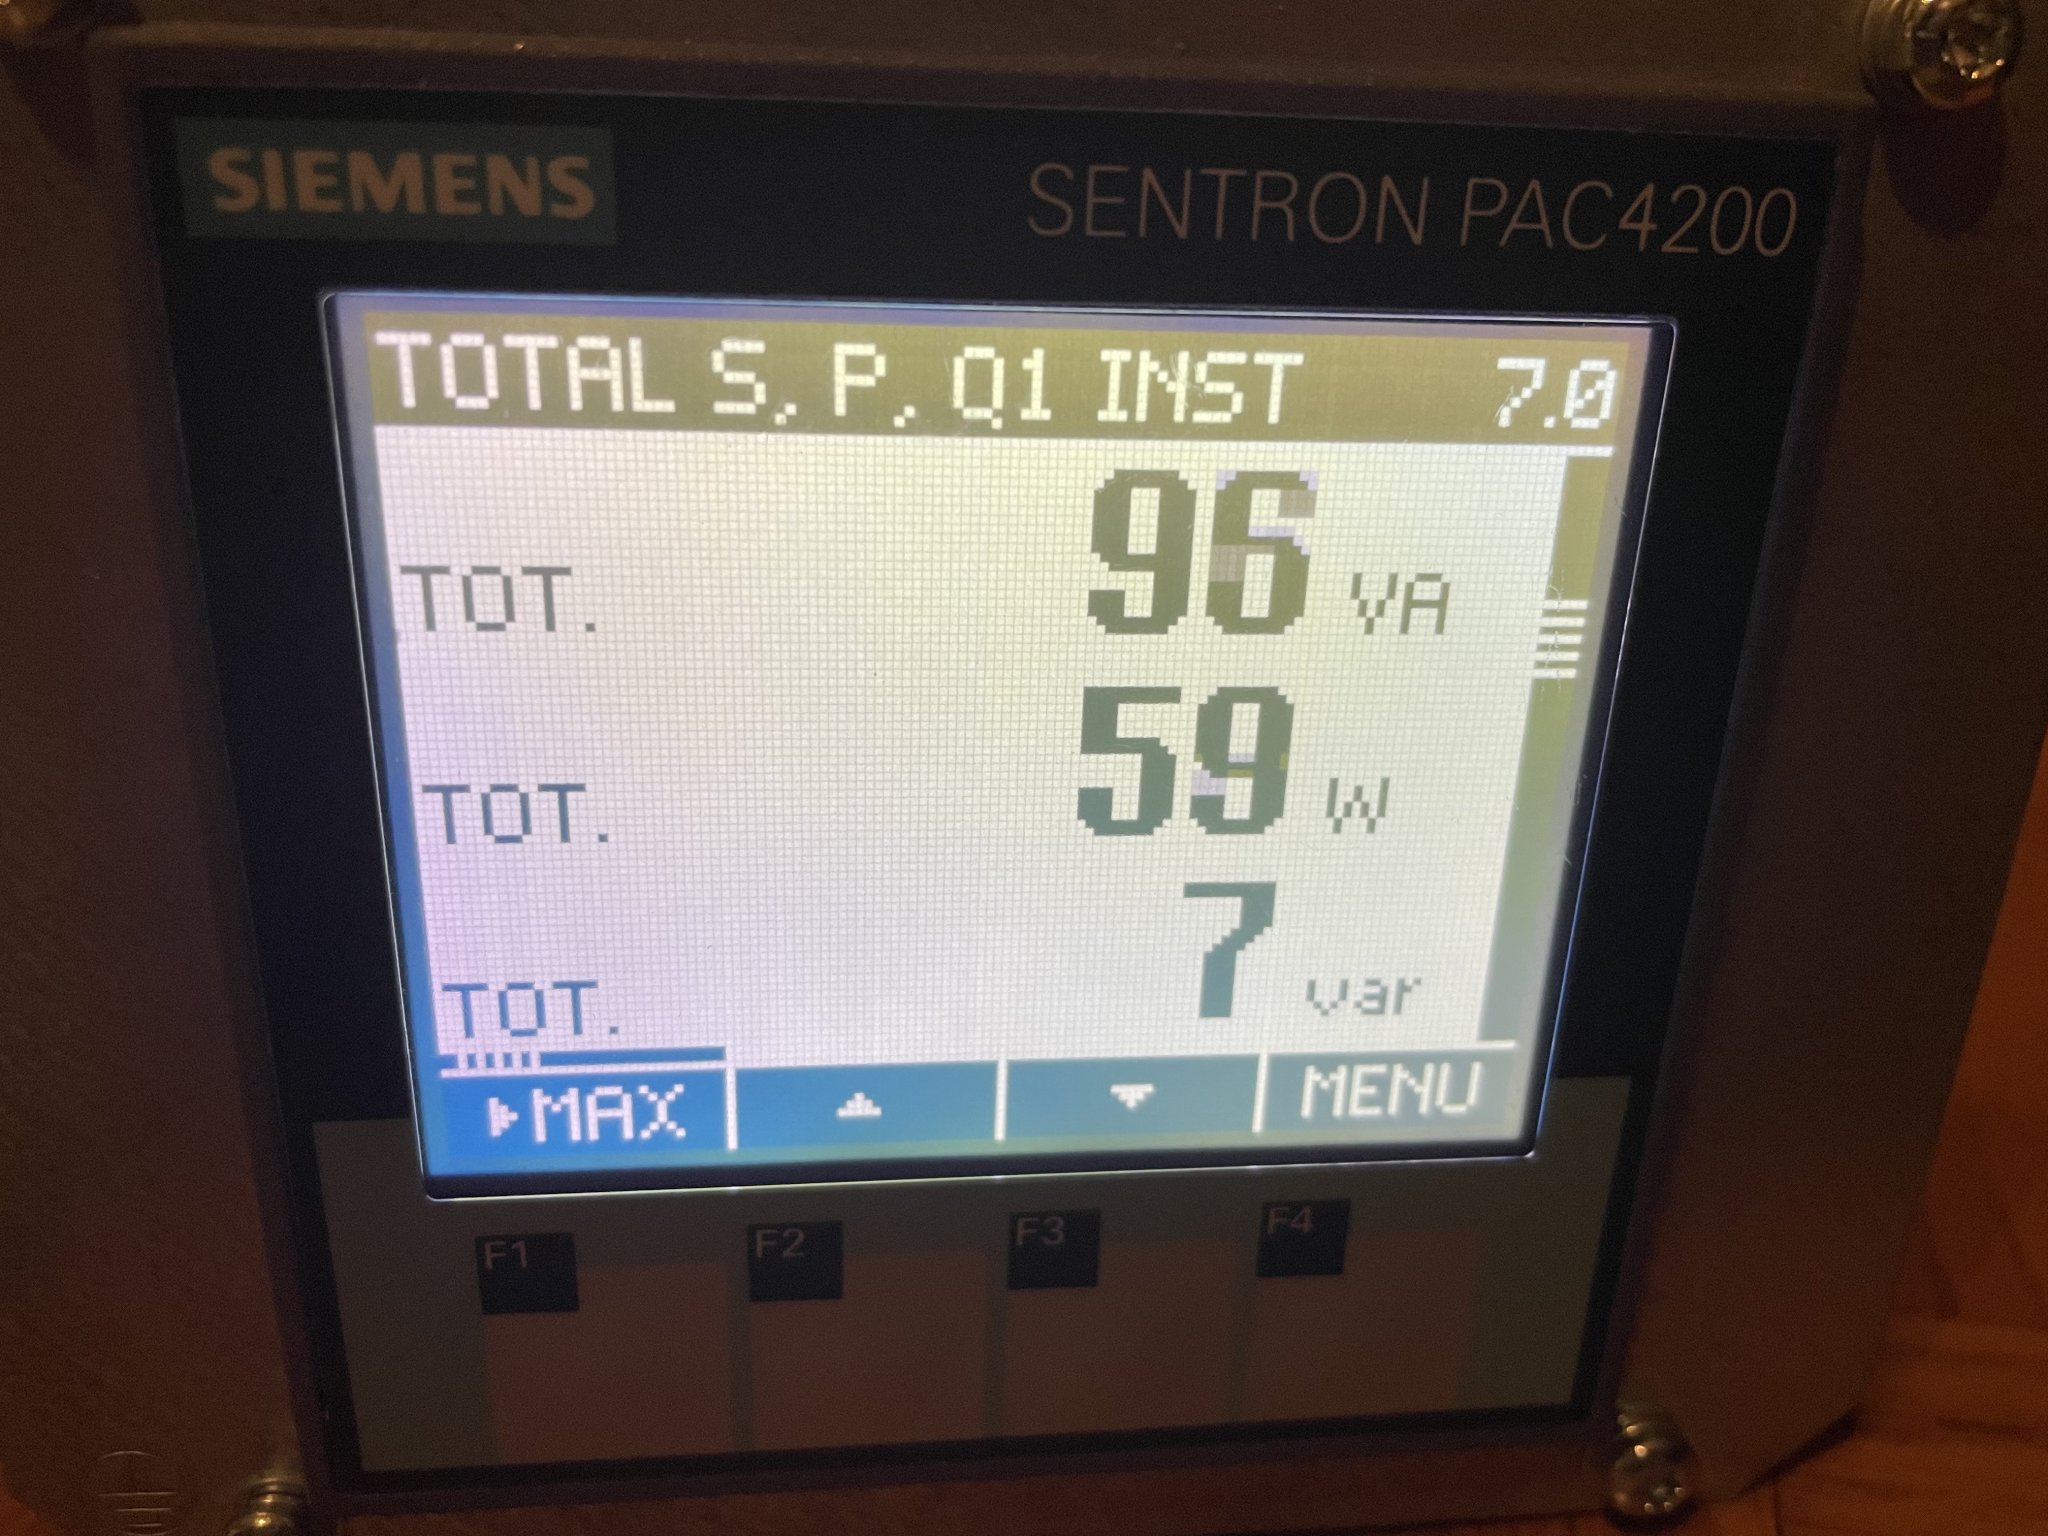 SIEMENS
SENTRON PAC4200
TOTAL S, P, Q1 INST 7.0
TOT. 96 VA
TOT. 59 W
TOT. 7 var
▶MAX ▲ ▼ MENU
F1 F2 F3 F4